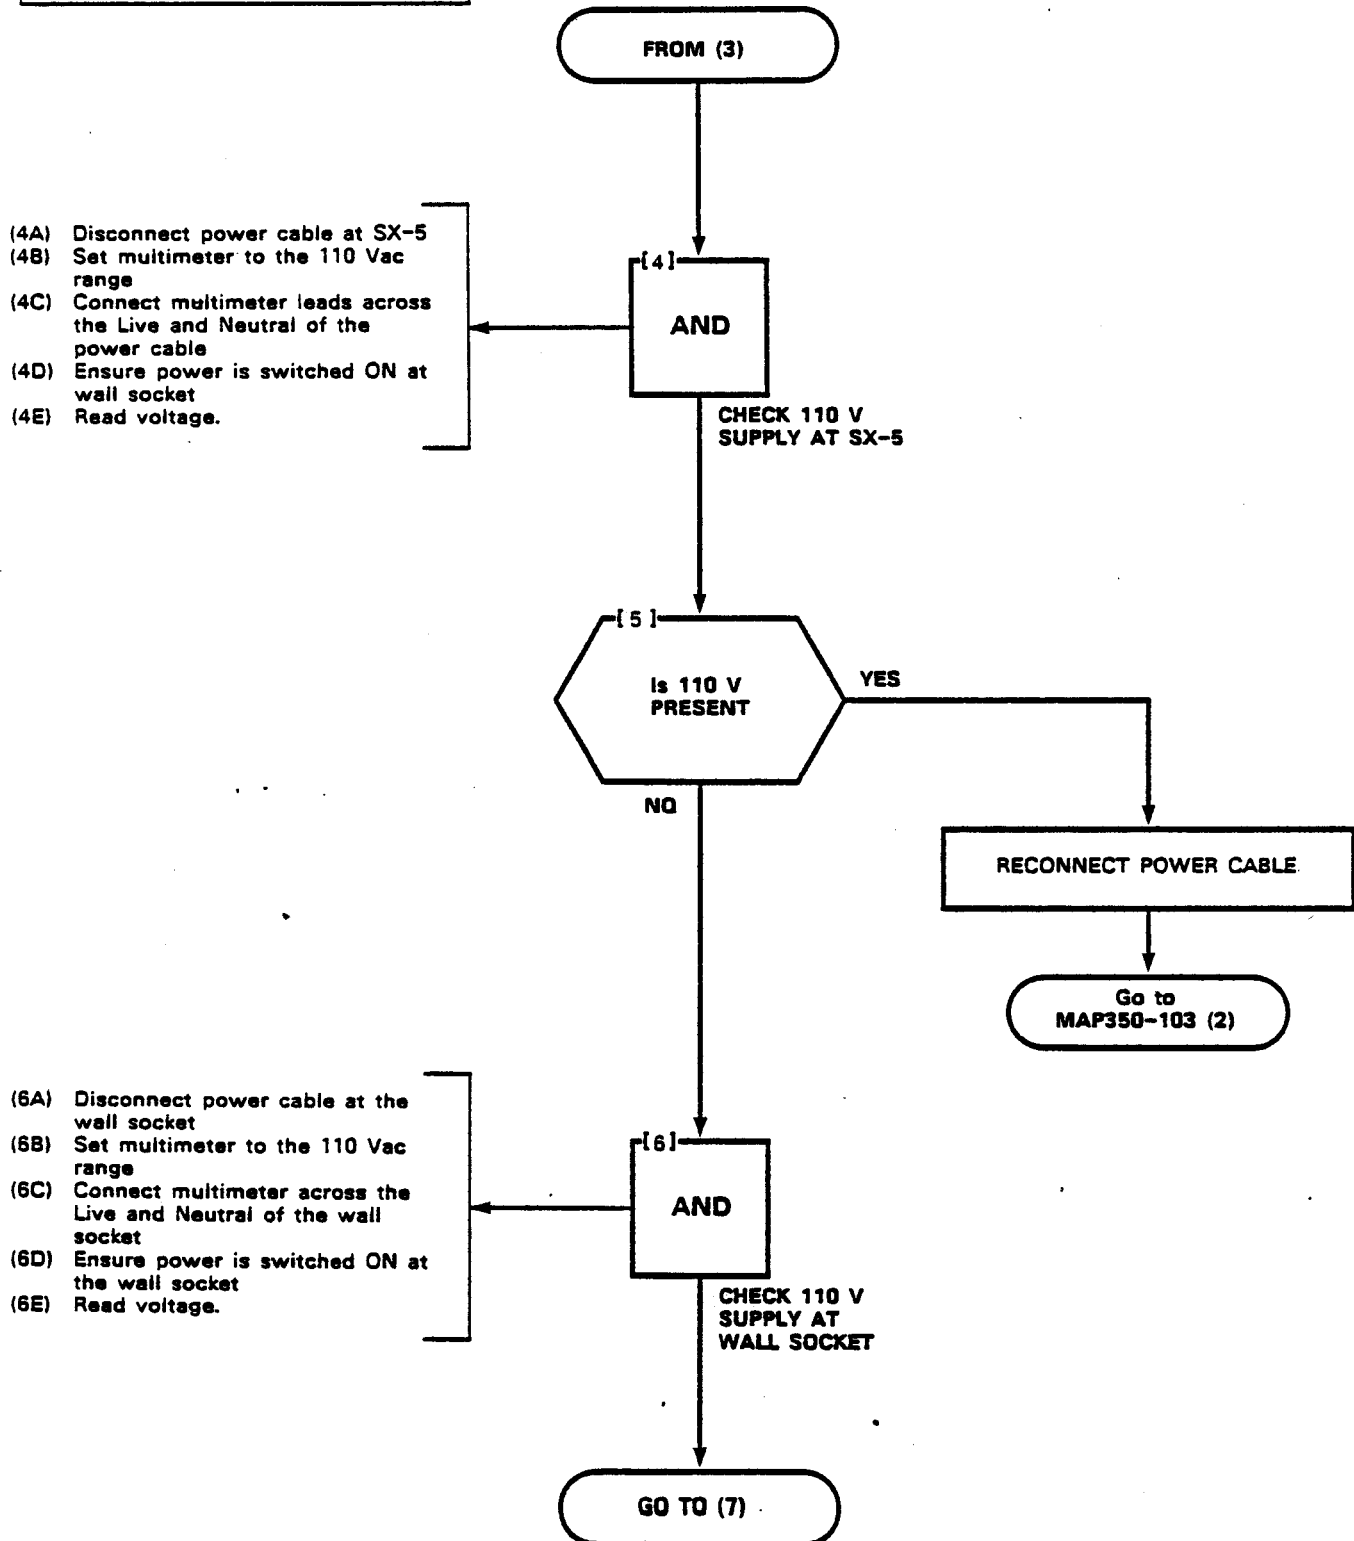 FROM (3)
(4A) Disconnect power cable at SX-5
(4B) Set multimeter to the 110 Vac
range
(4C) Connect multimeter leads across
the Live and Neutral of the
power cable
(4D) Ensure power is switched ON at
wall socket
(4E) Read voltage.
[4]
AND
CHECK 110 V
SUPPLY AT SX-5
[5]
Is 110 V
PRESENT
YES
NO
RECONNECT POWER CABLE
Go to
MAP350-103 (2)
(6A) Disconnect power cable at the
wall socket
(6B) Set multimeter to the 110 Vac
range
(6C) Connect multimeter across the
Live and Neutral of the wall
socket
(6D) Ensure power is switched ON at
the wall socket
(6E) Read voltage.
[6]
AND
CHECK 110 V
SUPPLY AT
WALL SOCKET
GO TO (7)